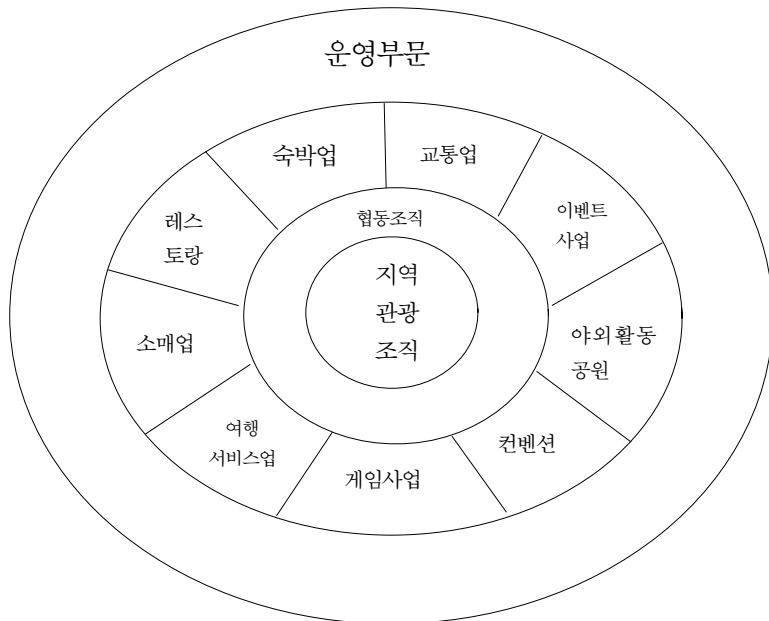 운영부문
숙박업
교통업
레스
토랑
협동조직
이벤트
사업
지역
관광
조직
소매업
야외활동
공원
여행
서비스업
게임사업
컨벤션